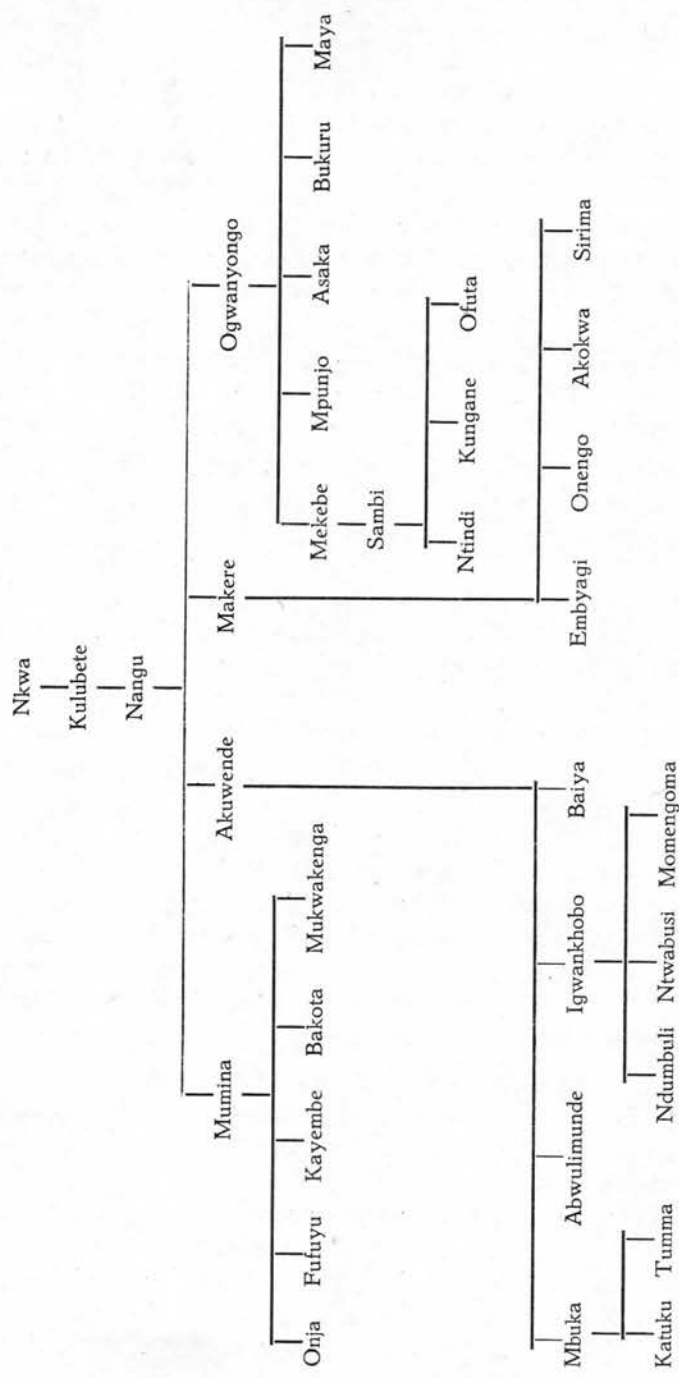 Nkwa
Kulubete
Nangu
Mumina Akuwende Makere Ogwanyongo
Onja Fufuyu Kayembe Bakota Mukwakenga Mekebe Mpunjo Asaka Bukuru Maya
Sambi
Ntindi Kungane Ofuta
Mbuka Abwulimunde Igwankhobo Baiya Embyagi Onengo Akokwa Sirima
Katuku Tumma Ndumbuli Ntwabusi Momengoma